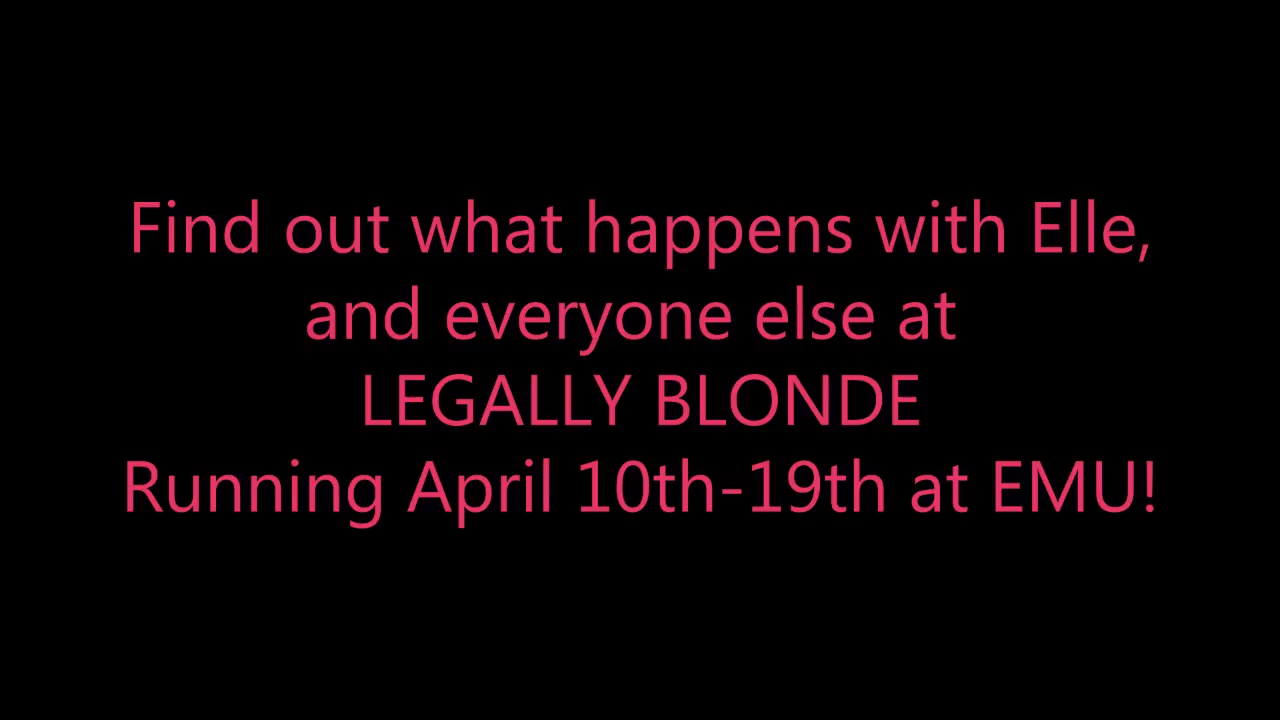 Find out what happens with Elle,
and everyone else at
LEGALLY BLONDE
Running April 10th-19th at EMU!